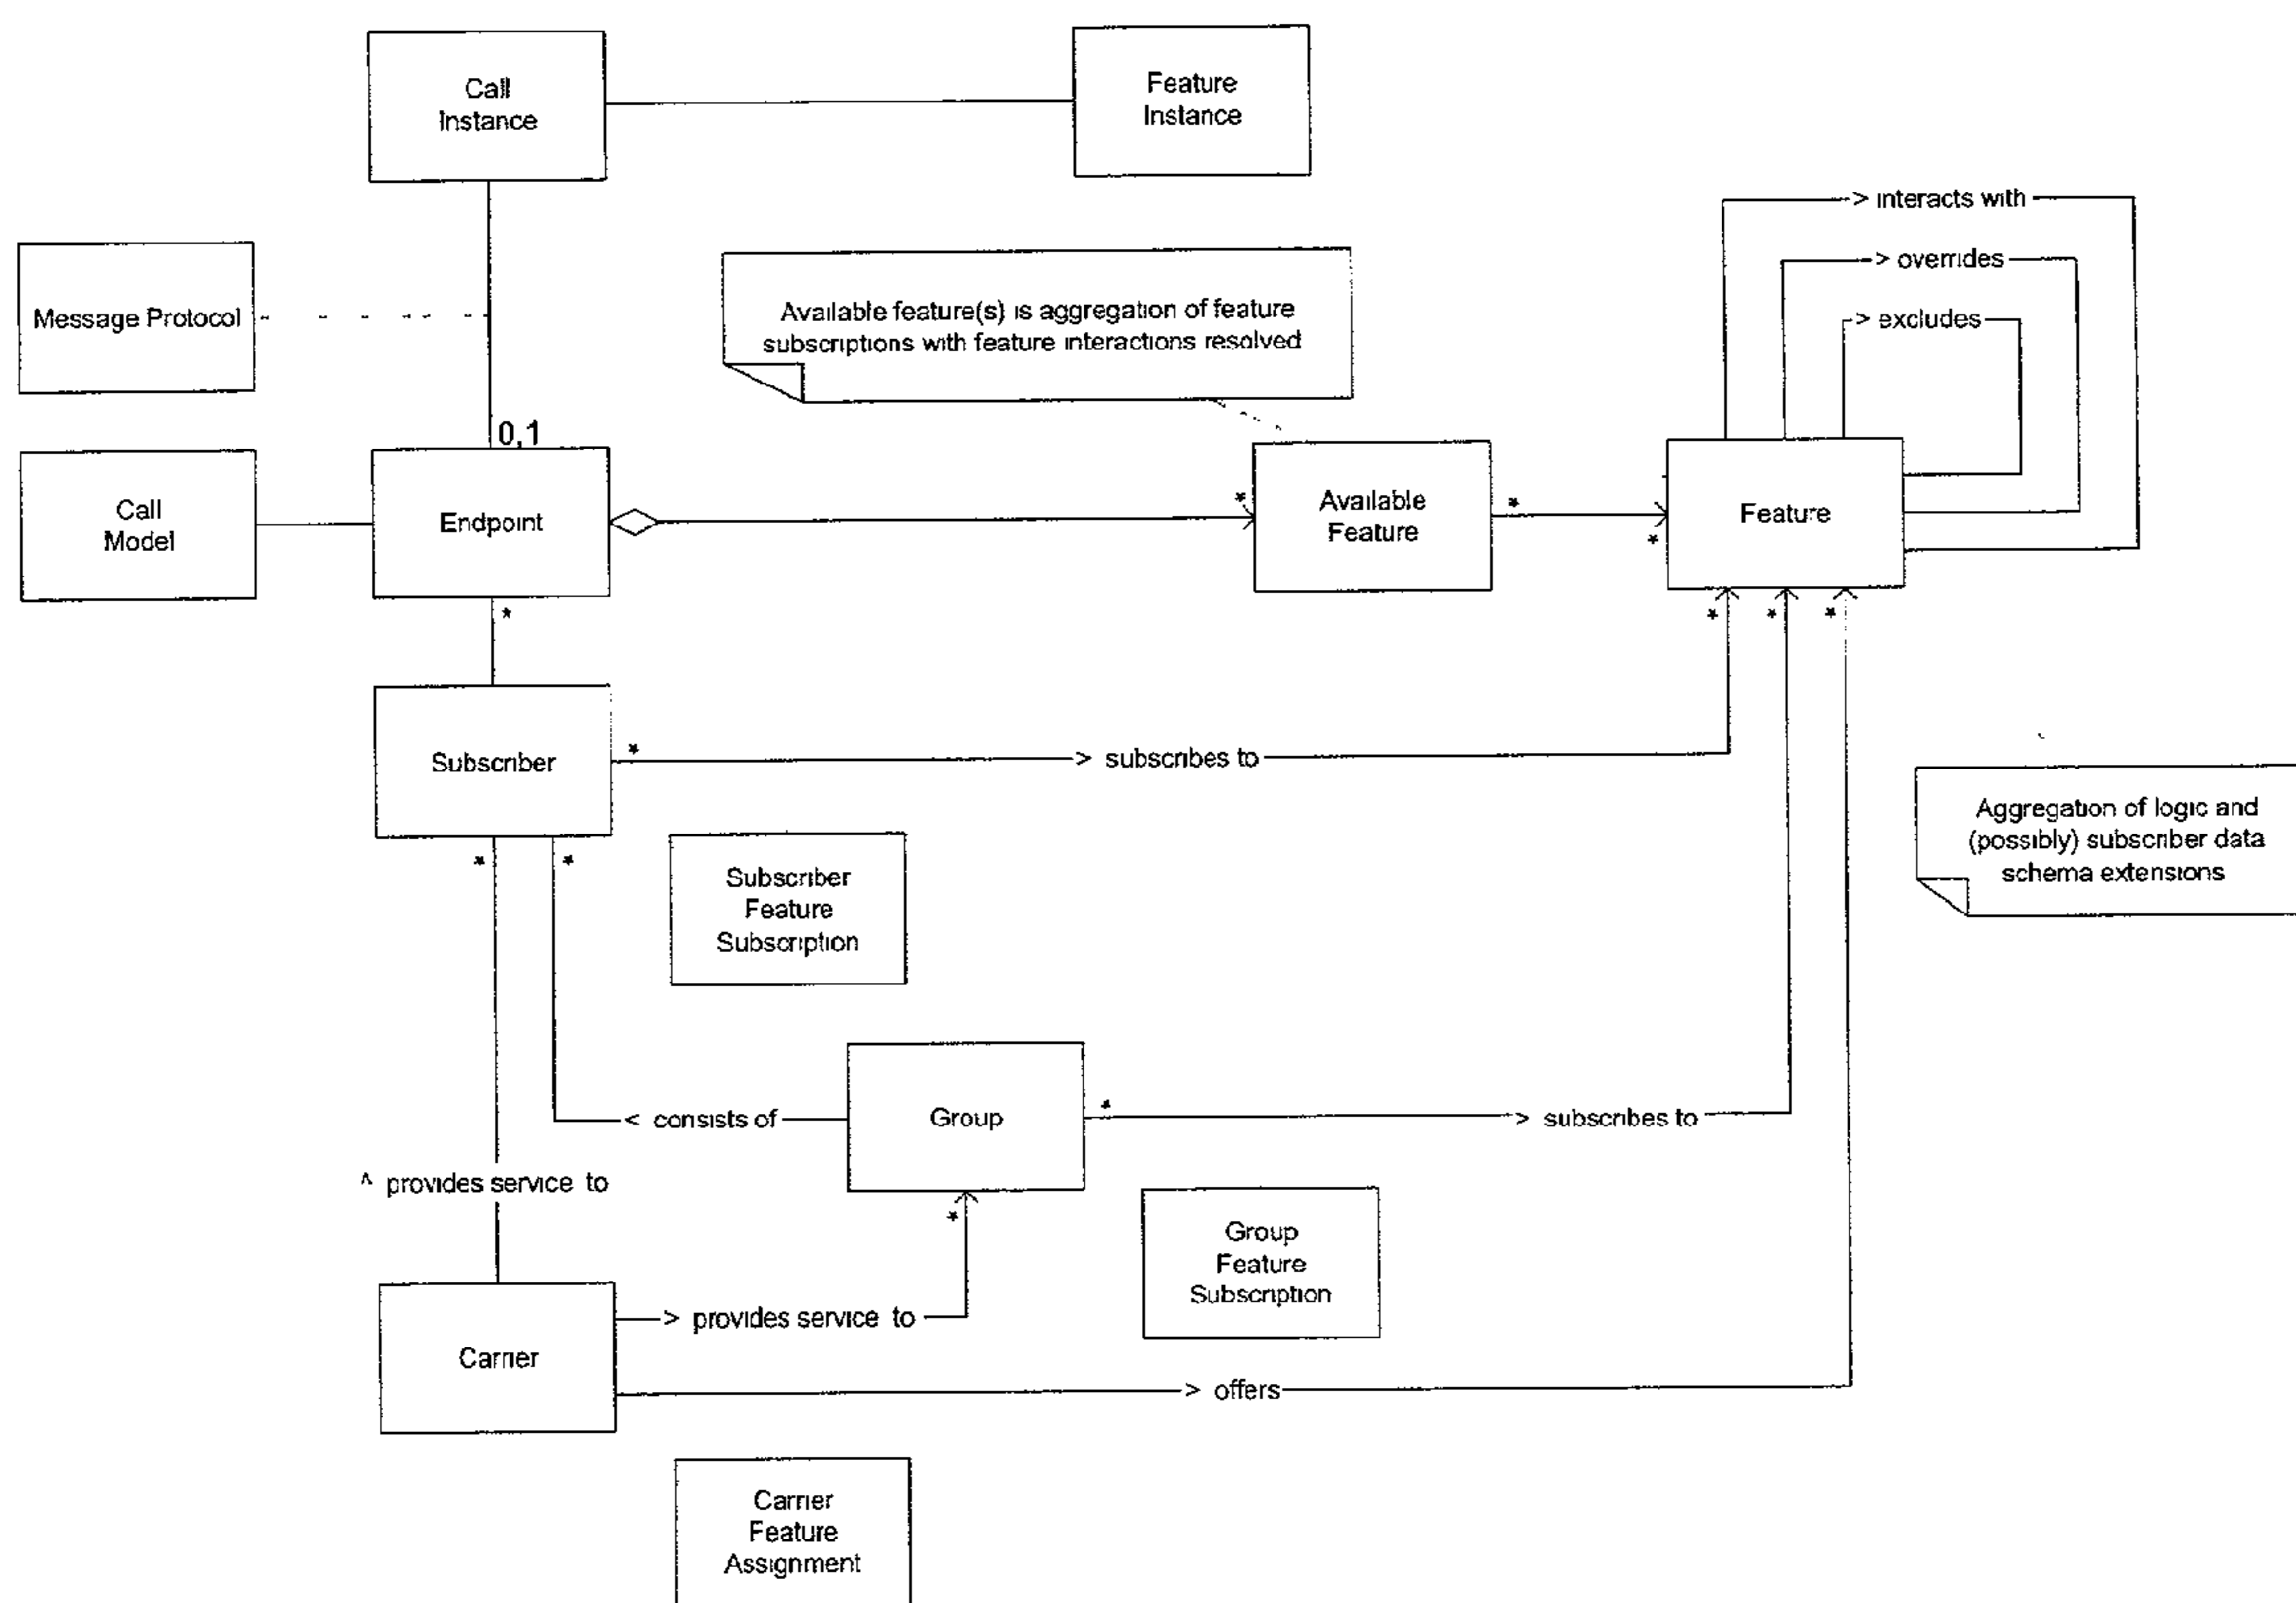 Call
Instance
Feature
Instance
> interacts with
> overrides
> excludes
Message Protocol
Available feature(s) is aggregation of feature
subscriptions with feature interactions resolved
0,1
Call
Model
Endpoint
*
Available
Feature
*
*
Feature
*
*
*
*
Subscriber
*
> subscribes to
*
*
Subscriber
Feature
Subscription
Aggregation of logic and
(possibly) subscriber data
schema extensions
< consists of
Group
*
> subscribes to
^ provides service to
*
Group
Feature
Subscription
Carrier
> provides service to
> offers
Carrier
Feature
Assignment